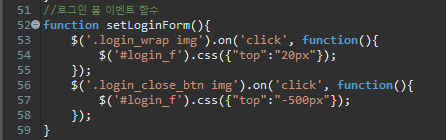 51 //로그인 폼 이벤트 함수
52 function setLoginForm(){
53     $('.login_wrap img').on('click', function(){
54         $('#login_f').css({"top":"20px"});
55     });
56     $('.login_close_btn img').on('click', function(){
57         $('#login_f').css({"top":"-500px"});
58     });
59 }